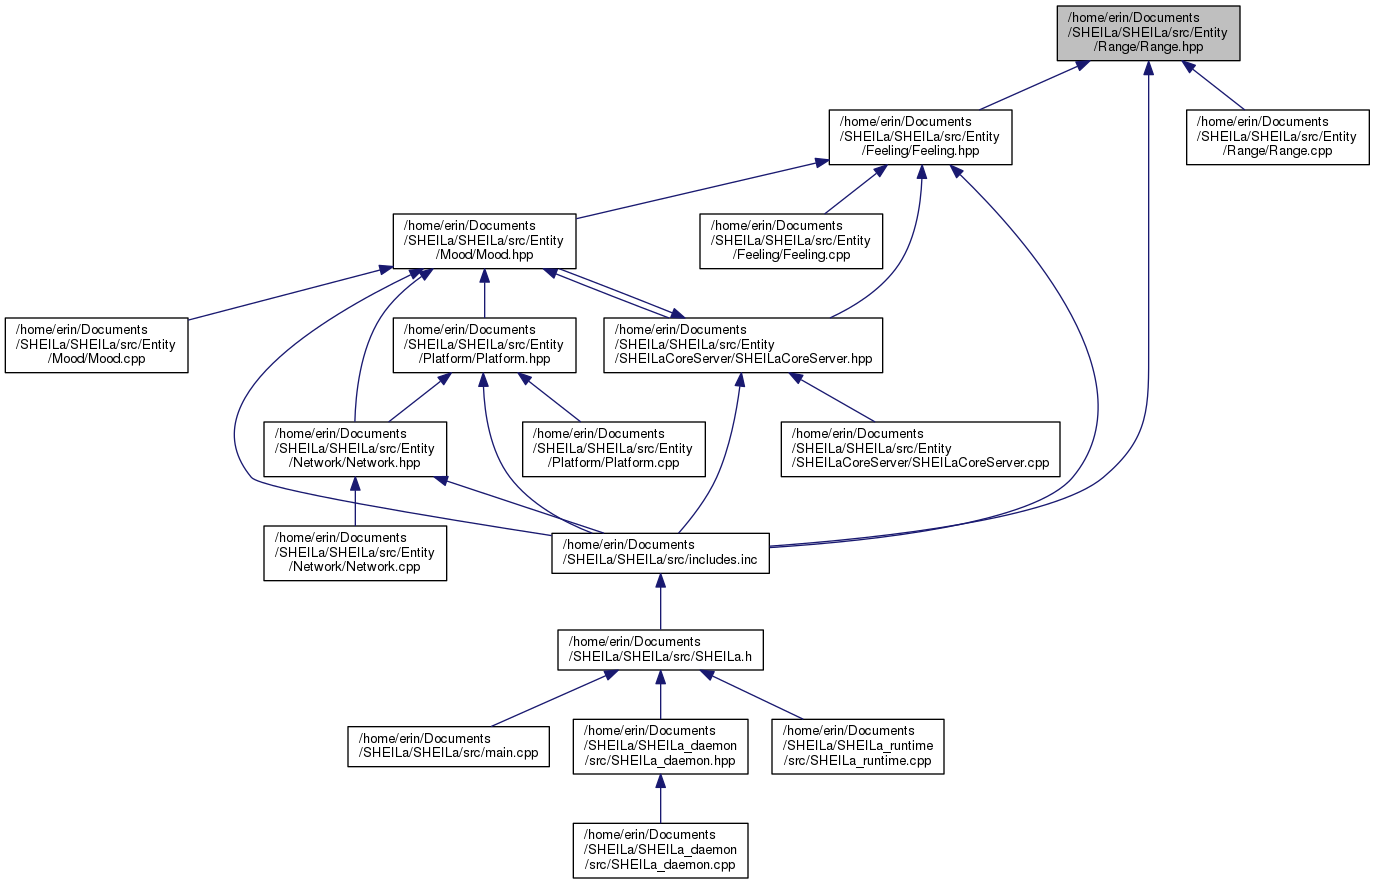 /home/erin/Documents
/SHEILa/SHEILa/src/Entity
/Range/Range.hpp
/home/erin/Documents
/SHEILa/SHEILa/src/Entity
/Feeling/Feeling.hpp
/home/erin/Documents
/SHEILa/SHEILa/src/Entity
/Range/Range.cpp
/home/erin/Documents
/SHEILa/SHEILa/src/Entity
/Mood/Mood.hpp
/home/erin/Documents
/SHEILa/SHEILa/src/Entity
/Feeling/Feeling.cpp
/home/erin/Documents
/SHEILa/SHEILa/src/Entity
/Mood/Mood.cpp
/home/erin/Documents
/SHEILa/SHEILa/src/Entity
/Platform/Platform.hpp
/home/erin/Documents
/SHEILa/SHEILa/src/Entity
/SHEILaCoreServer/SHEILaCoreServer.hpp
/home/erin/Documents
/SHEILa/SHEILa/src/Entity
/Network/Network.hpp
/home/erin/Documents
/SHEILa/SHEILa/src/Entity
/Platform/Platform.cpp
/home/erin/Documents
/SHEILa/SHEILa/src/Entity
/SHEILaCoreServer/SHEILaCoreServer.cpp
/home/erin/Documents
/SHEILa/SHEILa/src/Entity
/Network/Network.cpp
/home/erin/Documents
/SHEILa/SHEILa/src/includes.inc
/home/erin/Documents
/SHEILa/SHEILa/src/SHEILa.h
/home/erin/Documents
/SHEILa/SHEILa/src/main.cpp
/home/erin/Documents
/SHEILa/SHEILa_daemon
/src/SHEILa_daemon.hpp
/home/erin/Documents
/SHEILa/SHEILa_runtime
/src/SHEILa_runtime.cpp
/home/erin/Documents
/SHEILa/SHEILa_daemon
/src/SHEILa_daemon.cpp